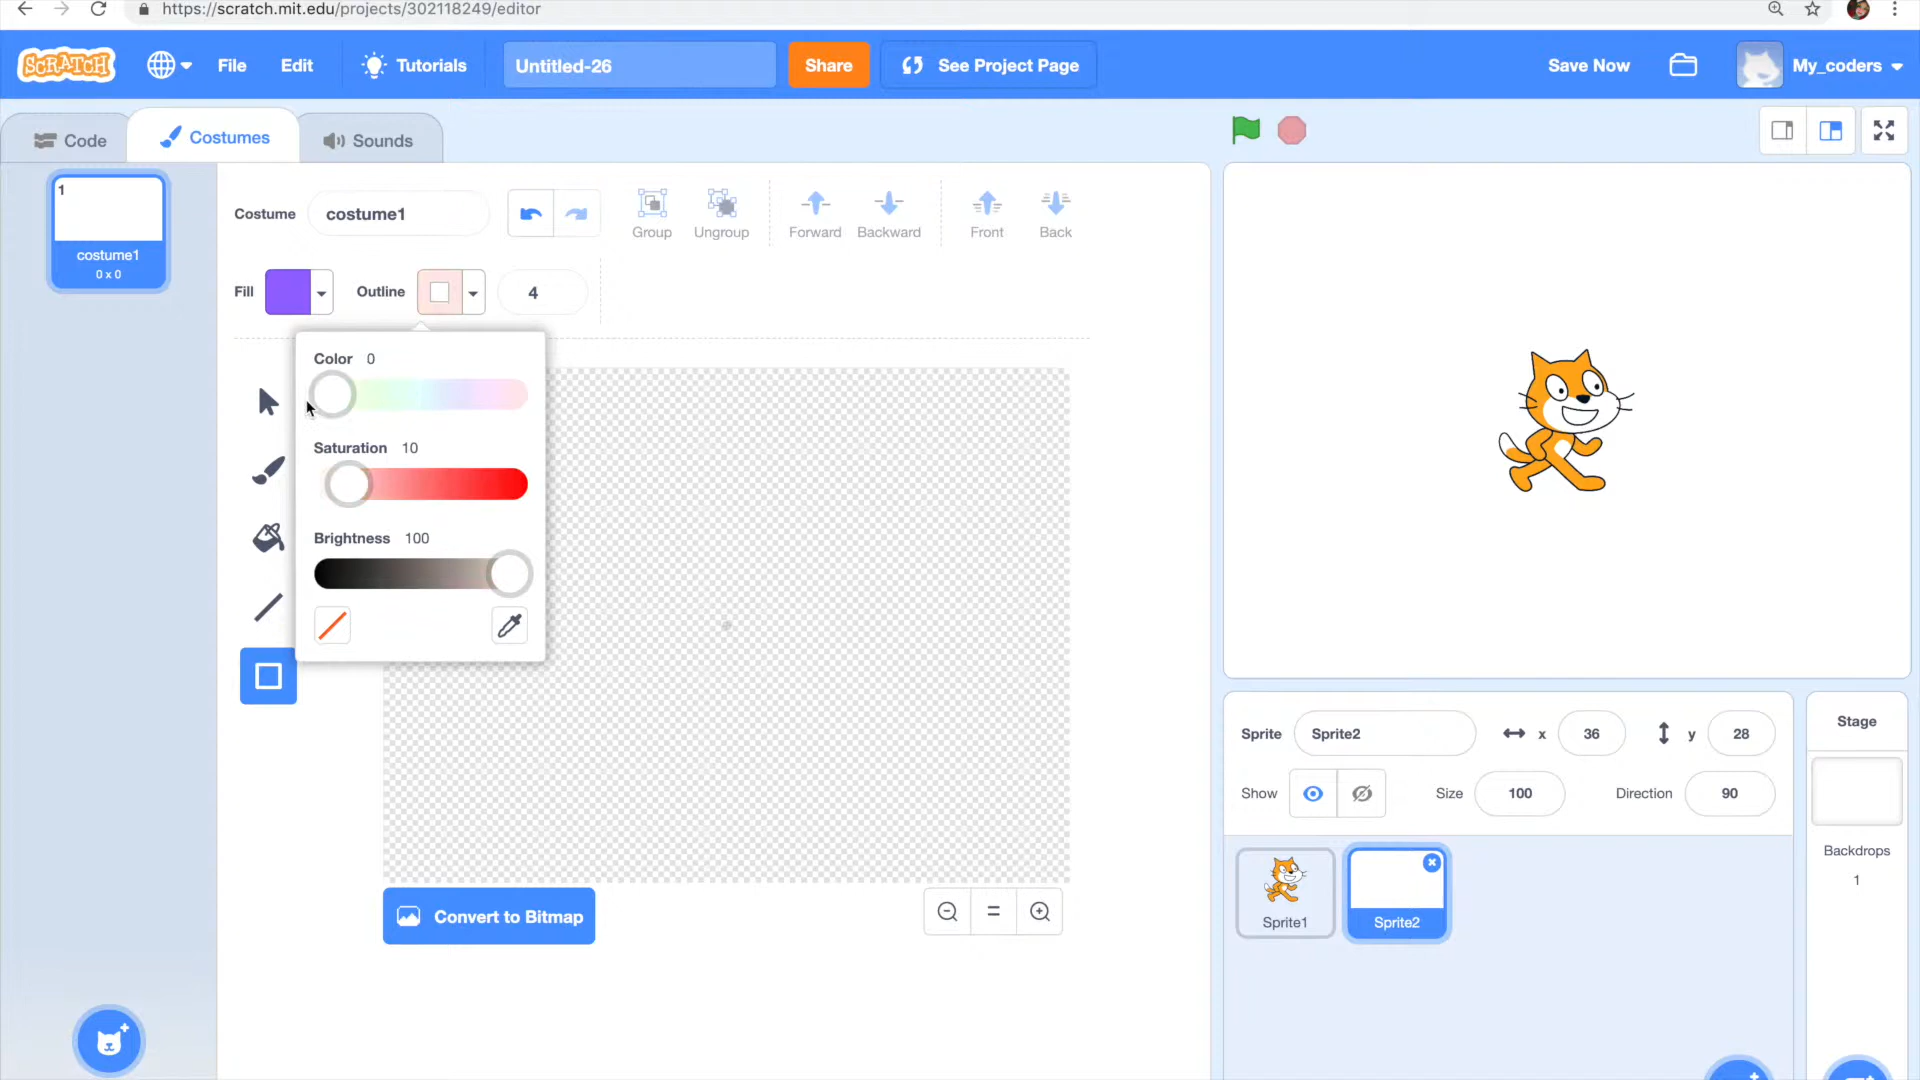 https://scratch.mit.edu/projects/302118249/editor
SCRATCH File Edit Tutorials Untitled-26 Share See Project Page Save Now My_coders
Code Costumes Sounds
1
costume1
0 x 0
Costume costume1
Group Ungroup Forward Backward Front Back
Fill Outline 4
Color 0
Saturation 10
Brightness 100
Convert to Bitmap
Sprite Sprite2 x 36 y 28
Show Size 100 Direction 90
Sprite1
Sprite2
Stage
Backdrops
1